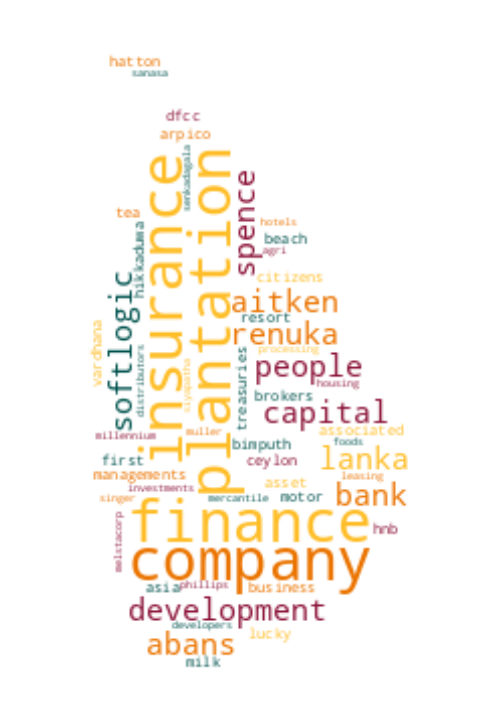 hatton
sanasa
dfcc
arpico
insurance
plantation
senkadagala
spence
tea
hikkaduwa
hotels
beach
agri
softlogic
citizens
aitken
resort
renuka
vardhana
distributors
siyapatha
treasuries
processing
people
housing
brokers
capital
millennium
muller
associated
bimputh
foods
first
ceylon
lanka
managements
leasing
investments
asset
bank
singer
mercantile
motor
finance
hnb
melstacorp
company
asia
phillips
business
development
developers
lucky
abans
milk